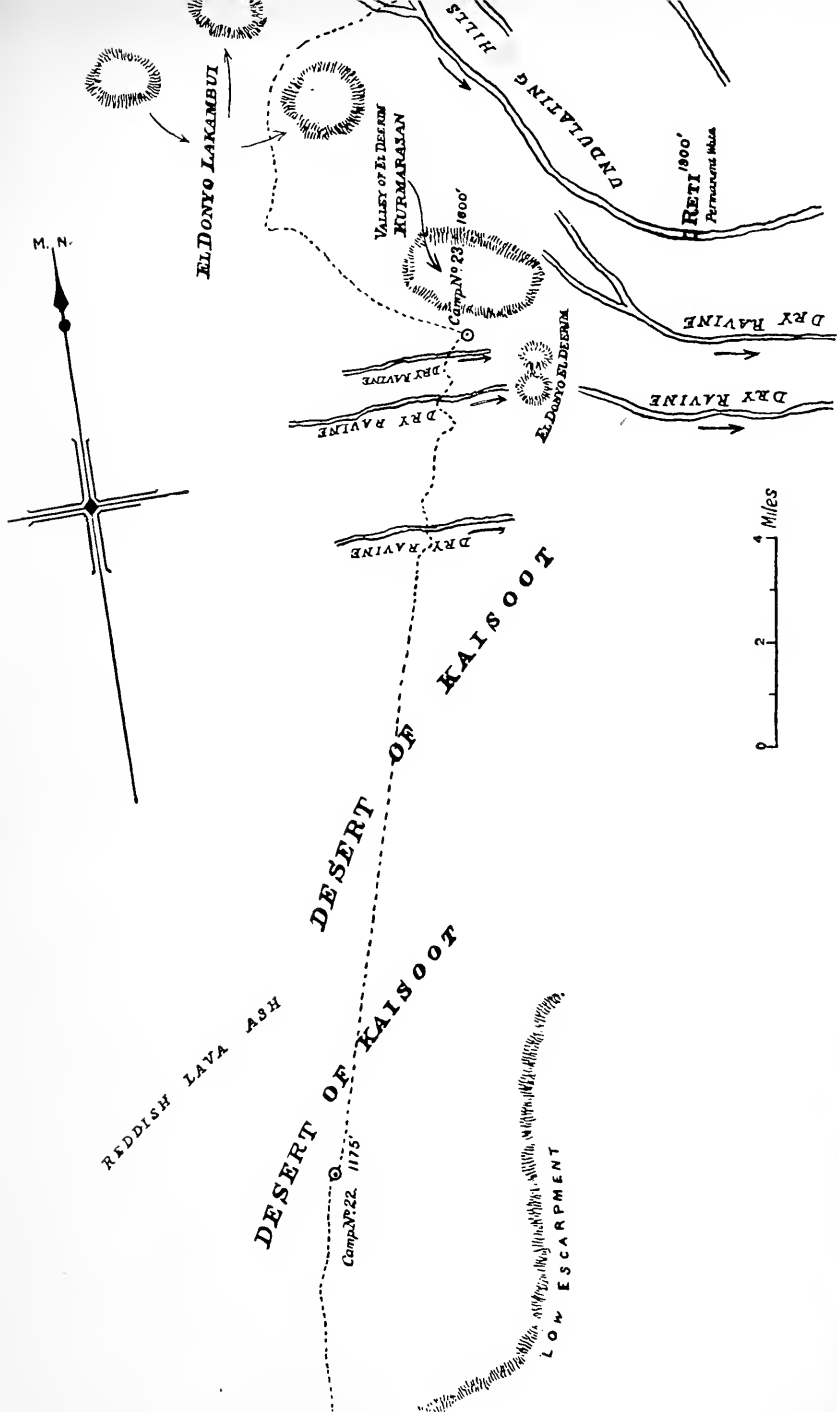 M. N.
EL DONYO LAKAMBUI
HILLS
UNDULATING
VALLEY OF EL DEERIM
KURMARASAN
RETI 1900'
Permanent Water
Camp Nº. 23 1600'
DRY RAVINE
DRY RAVINE
EL DONYO EL DEERIM
DRY RAVINE
DRY RAVINE
DRY RAVINE
DESERT OF KAISOOT
0 2 4 Miles
REDDISH LAVA ASH
DESERT OF KAISOOT
Camp Nº. 22. 1175'
LOW ESCARPMENT